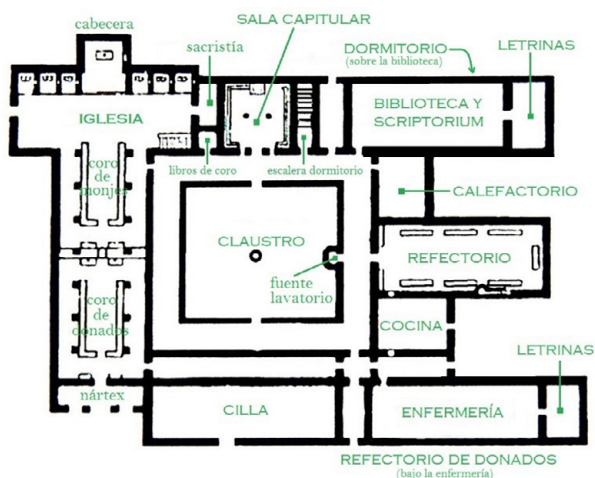 cabecera
SALA CAPITULAR
sacristía
DORMITORIO
(sobre la biblioteca)
LETRINAS
BIBLIOTECA Y
SCRIPTORIUM
IGLESIA
coro
de
monjes
libros de coro
escalera dormitorio
CALEFACTORIO
CLAUSTRO
REFECTORIO
fuente
lavatorio
coro
de
donados
COCINA
LETRINAS
nártex
CILLA
ENFERMERÍA
REFECTORIO DE DONADOS
(bajo la enfermería)